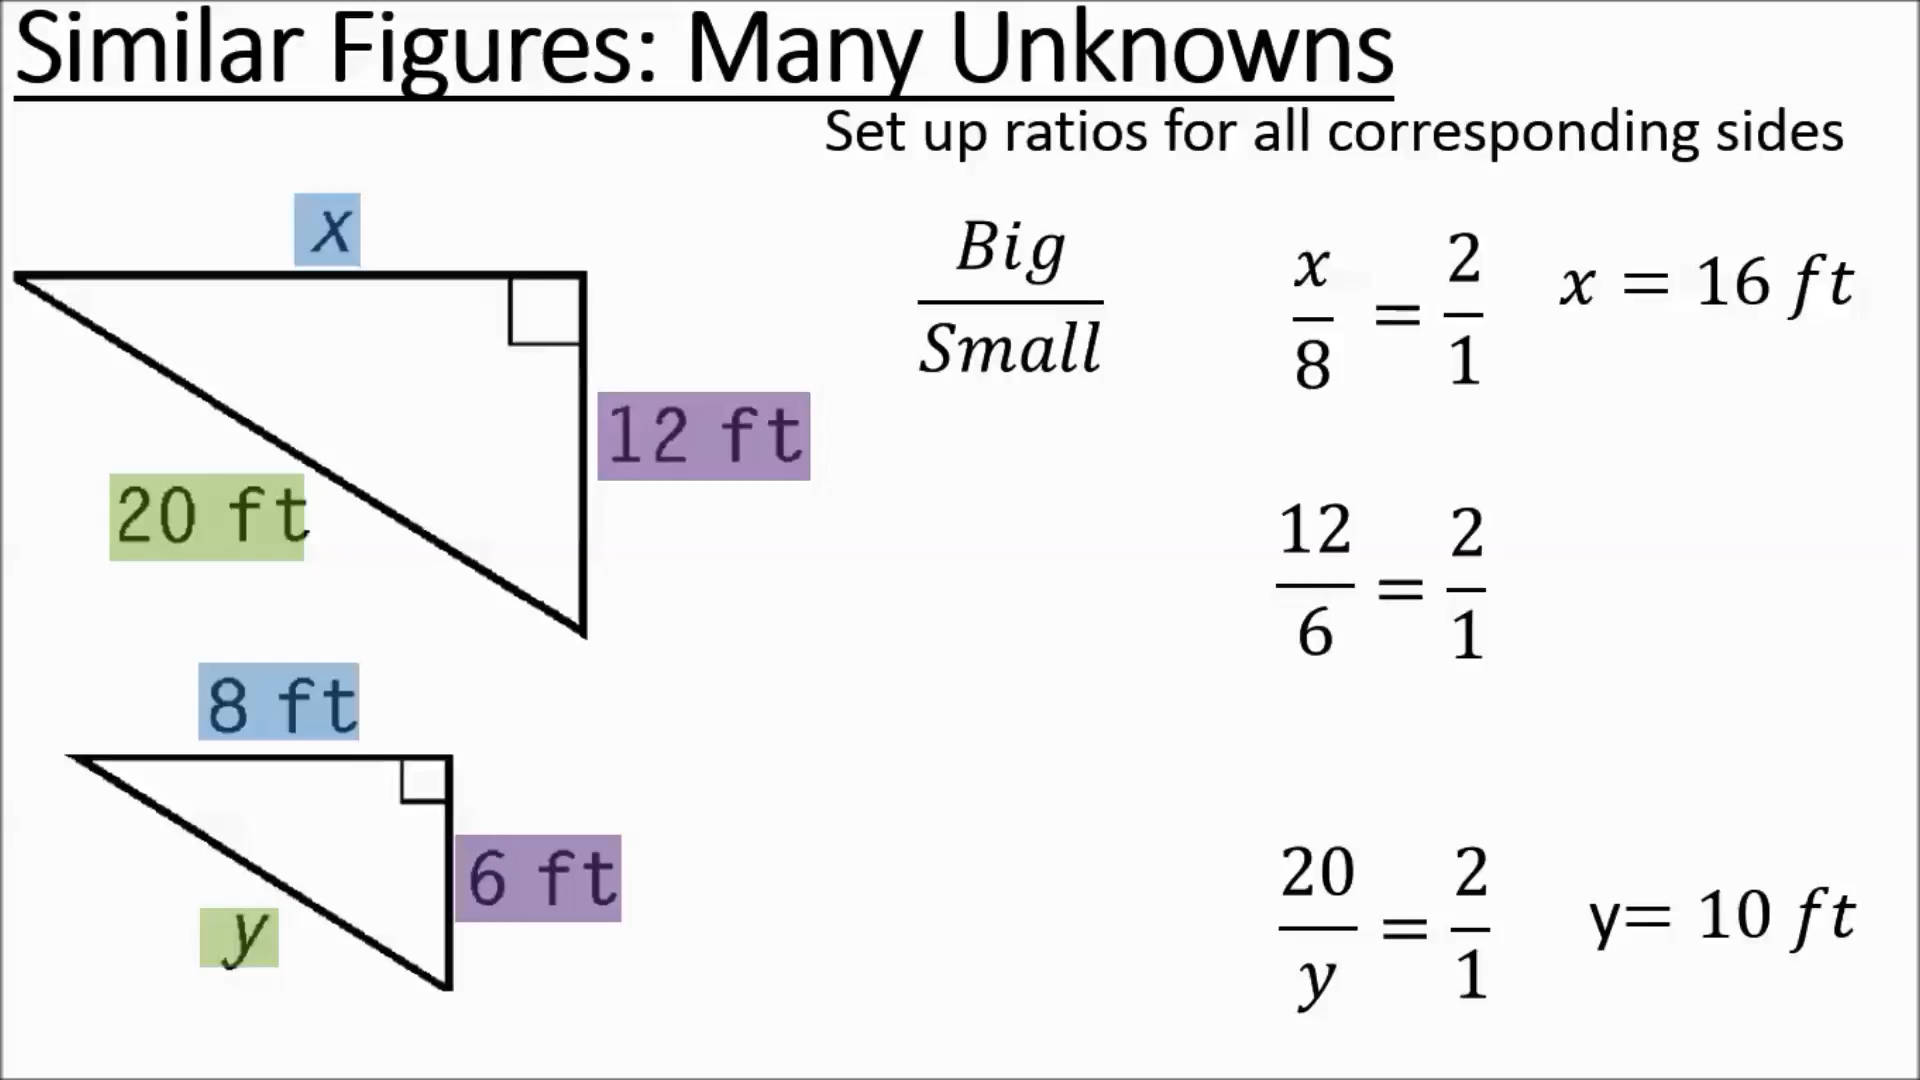 Similar Figures: Many Unknowns
Set up ratios for all corresponding sides
x
12 ft
20 ft
8 ft
6 ft
y
Big/Small
x/8 = 2/1 x = 16 ft
12/6 = 2/1
20/y = 2/1 y= 10 ft